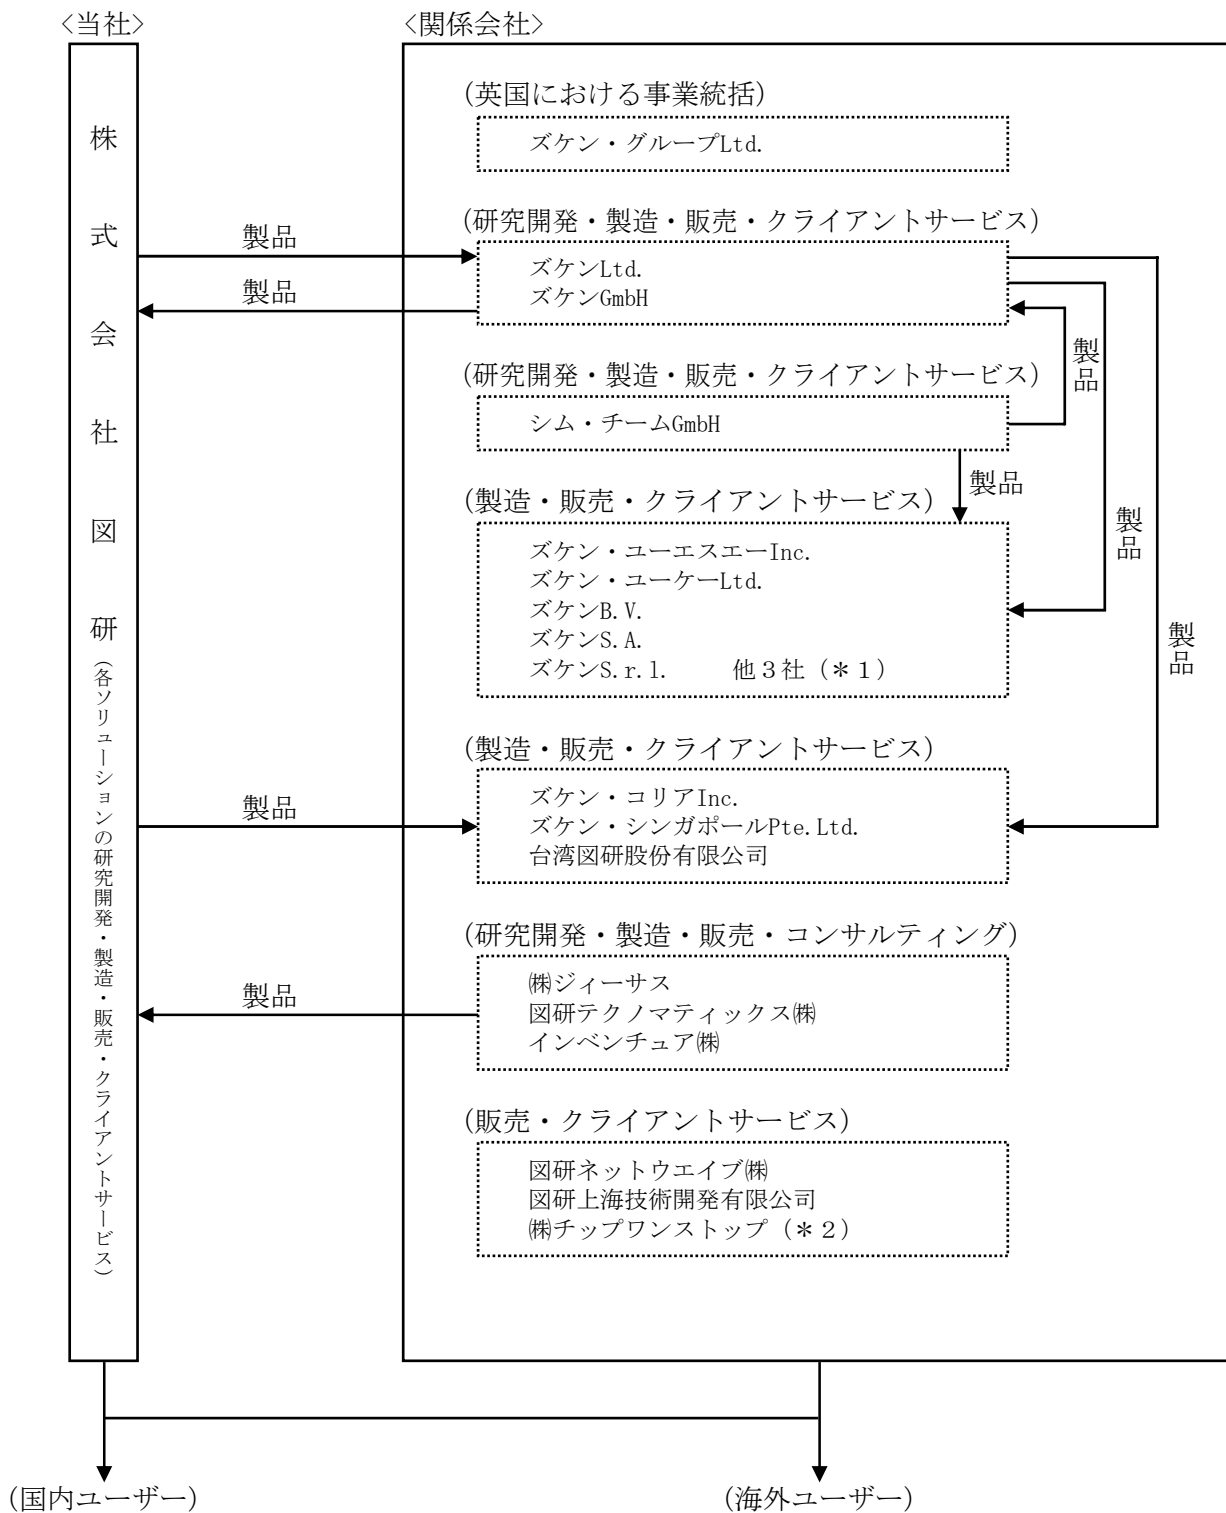 <当社>
<関係会社>
株式会社図研(各ソリューションの研究開発・製造・販売・クライアントサービス)
(英国における事業統括)
ズケン・グループLtd.
(研究開発・製造・販売・クライアントサービス)
製品
ズケンLtd.
ズケンGmbH
製品
製品
(研究開発・製造・販売・クライアントサービス)
シム・チームGmbH
製品
(製造・販売・クライアントサービス)
製品
ズケン・ユーエスエーInc.
ズケン・ユーケーLtd.
ズケンB.V.
ズケンS.A.
ズケンS.r.l.　他３社（＊１）
製品
(製造・販売・クライアントサービス)
製品
ズケン・コリアInc.
ズケン・シンガポールPte.Ltd.
台湾図研股份有限公司
(研究開発・製造・販売・コンサルティング)
製品
㈱ジィーサス
図研テクノマティックス㈱
インベンチュア㈱
(販売・クライアントサービス)
図研ネットウエイブ㈱
図研上海技術開発有限公司
㈱チップワンストップ（＊２）
(国内ユーザー)
(海外ユーザー)